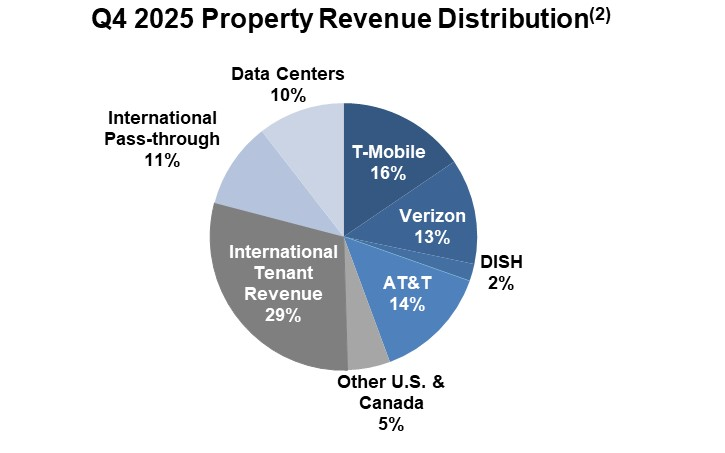 Q4 2025 Property Revenue Distribution(2)
Data Centers
10%
International
Pass-through
11%
T-Mobile
16%
Verizon
13%
DISH
2%
AT&T
14%
International
Tenant
Revenue
29%
Other U.S. &
Canada
5%